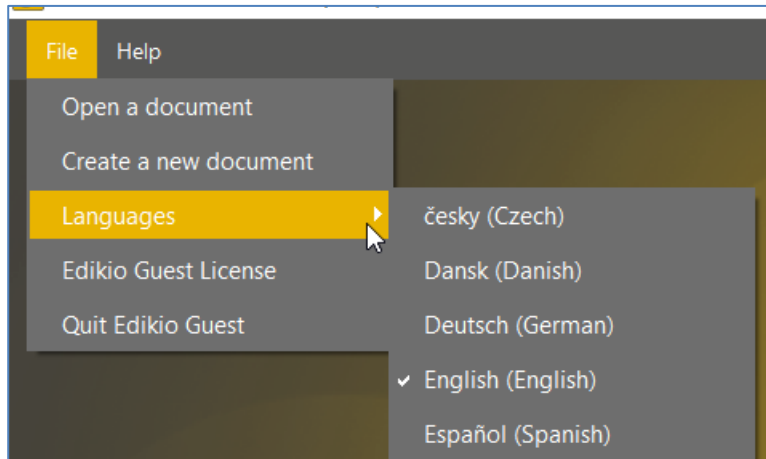 File Help
Open a document
Create a new document
Languages
Edikio Guest License
Quit Edikio Guest
česky (Czech)
Dansk (Danish)
Deutsch (German)
English (English)
Español (Spanish)